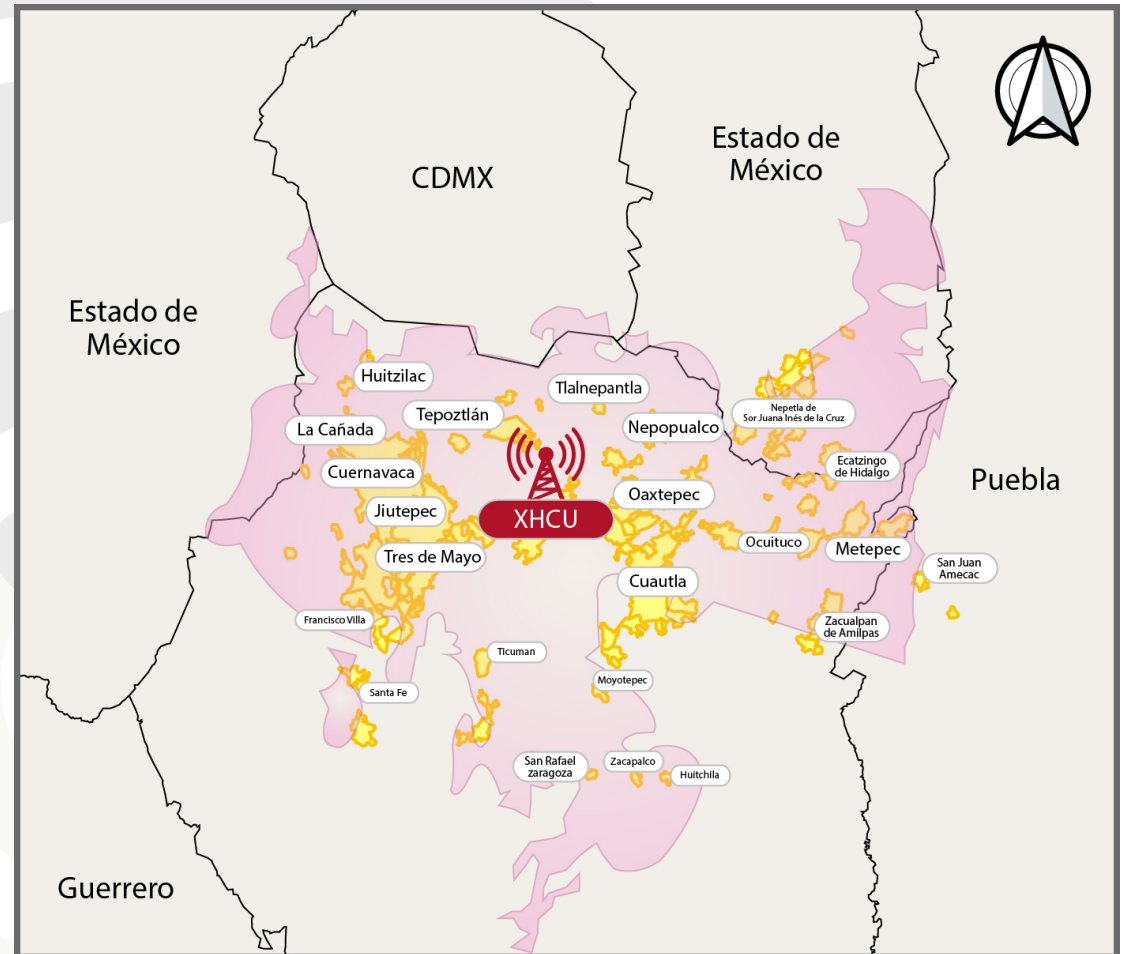 CDMX
Estado de
México
Estado de
México
Huitzilac
Tlalnepantla
Tepoztlán
Nepopualco
Nepetla de
Sor Juana Inés de la Cruz
La Cañada
Cuernavaca
Ecatzingo
de Hidalgo
Puebla
Oaxtepec
Jiutepec
XHCU
Ocuituco
Metepec
Tres de Mayo
San Juan
Amecac
Cuautla
Francisco Villa
Zacualpan
de Amilpas
Ticuman
Moyotepec
Santa Fe
San Rafael
zaragoza
Zacapalco
Huitchila
Guerrero